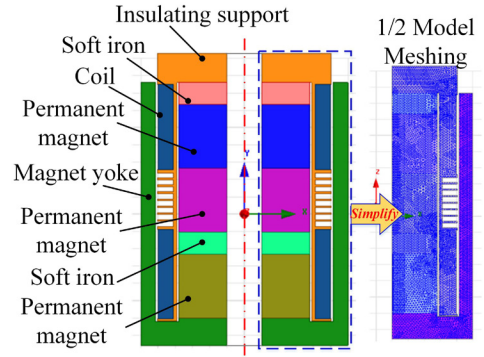 Insulating support
Soft iron
Coil
Permanent
magnet
Magnet yoke
Permanent
magnet
Soft iron
Permanent
magnet
1/2 Model
Meshing
Y
X
z
Simplify